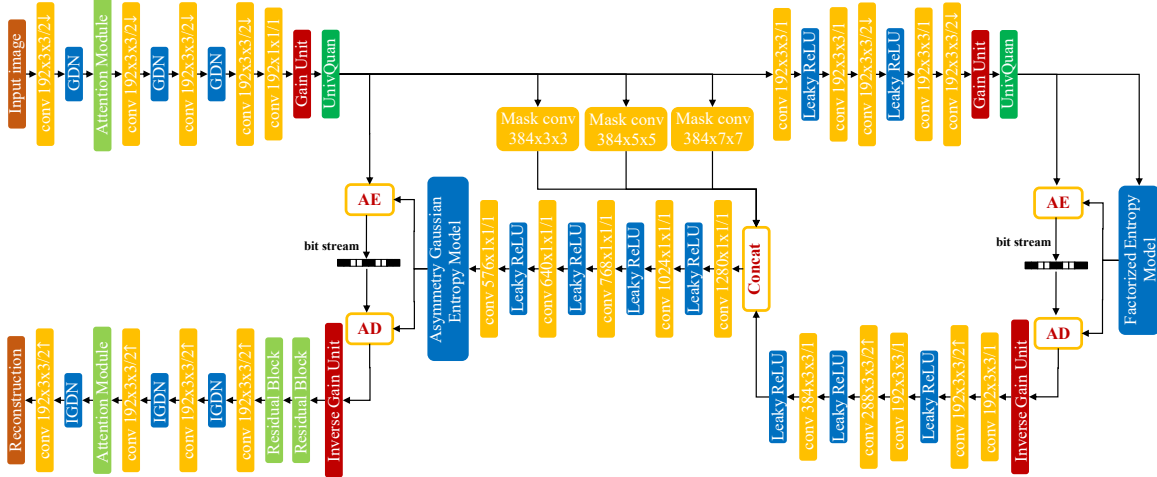 Input image
conv 192x3x3/2↓
GDN
Attention Module
conv 192x3x3/2↓
GDN
conv 192x3x3/2↓
GDN
conv 192x3x3/2↓
conv 192x1x1/1
Gain Unit
UnivQuan
conv 192x3x3/1
Leaky ReLU
conv 192x3x3/1
conv 192x3x3/2↓
Leaky ReLU
conv 192x3x3/1
conv 192x3x3/2↓
Gain Unit
UnivQuan
Mask conv
384x3x3
Mask conv
384x5x5
Mask conv
384x7x7
AE
bit stream
AD
Asymmetry Gaussian
Entropy Model
conv 576x1x1/1
Leaky ReLU
conv 640x1x1/1
Leaky ReLU
conv 768x1x1/1
Leaky ReLU
conv 1024x1x1/1
Leaky ReLU
conv 1280x1x1/1
Concat
AE
bit stream
AD
Factorized Entropy
Model
Reconstruction
conv 192x3x3/2↑
IGDN
Attention Module
conv 192x3x3/2↑
IGDN
conv 192x3x3/2↑
IGDN
conv 192x3x3/2↑
Residual Block
Residual Block
Inverse Gain Unit
Leaky ReLU
conv 384x3x3/1
Leaky ReLU
conv 288x3x3/2↑
conv 192x3x3/1
Leaky ReLU
conv 192x3x3/2↑
conv 192x3x3/1
Inverse Gain Unit